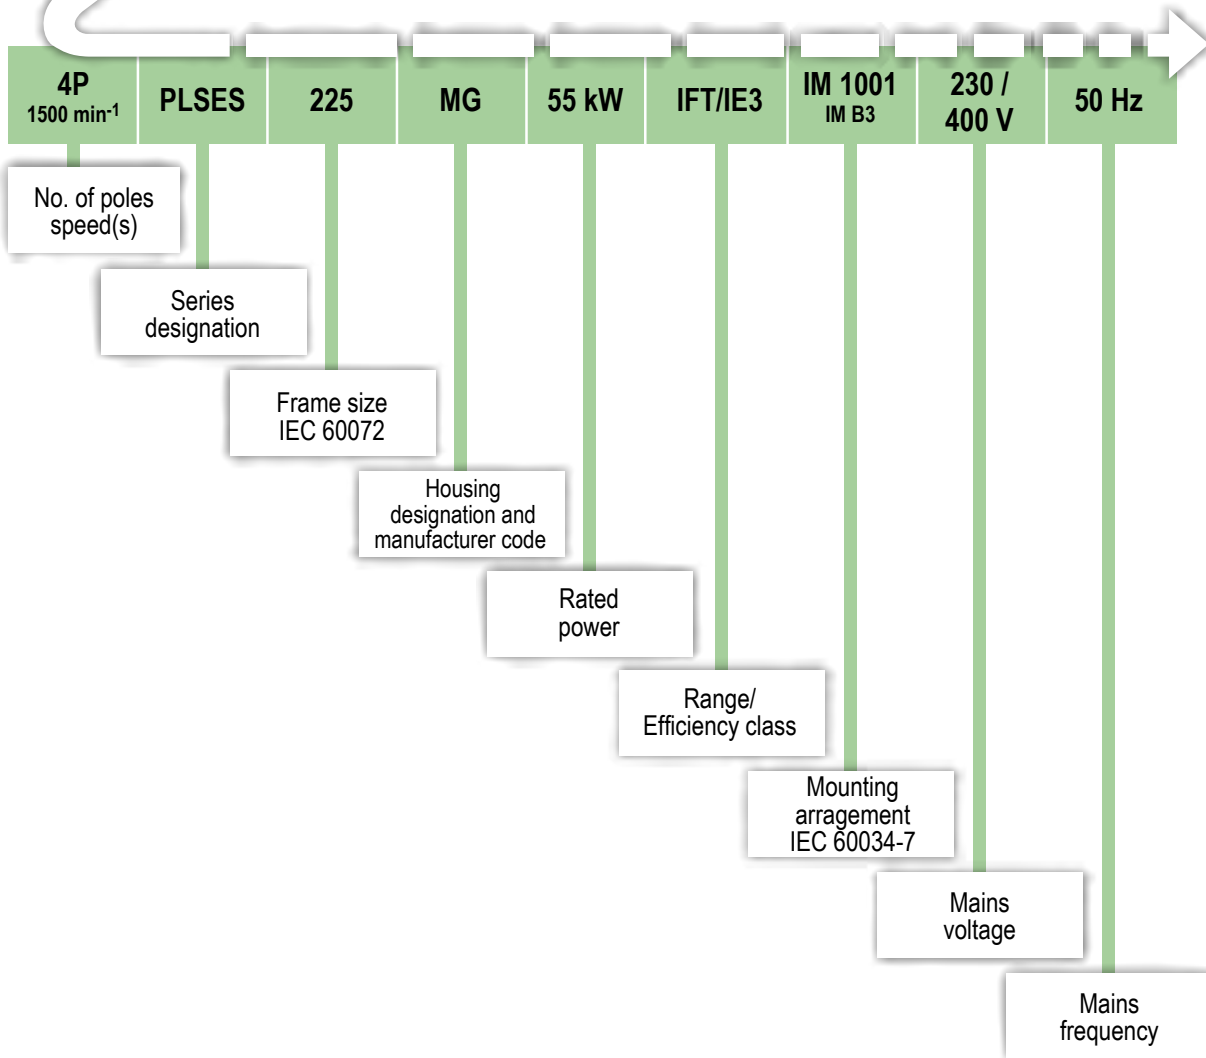 4P
1500 min-1
PLSES
225
MG
55 kW
IFT/IE3
IM 1001
IM B3
230 /
400 V
50 Hz
No. of poles
speed(s)
Series
designation
Frame size
IEC 60072
Housing
designation and
manufacturer code
Rated
power
Range/
Efficiency class
Mounting
arragement
IEC 60034-7
Mains
voltage
Mains
frequency